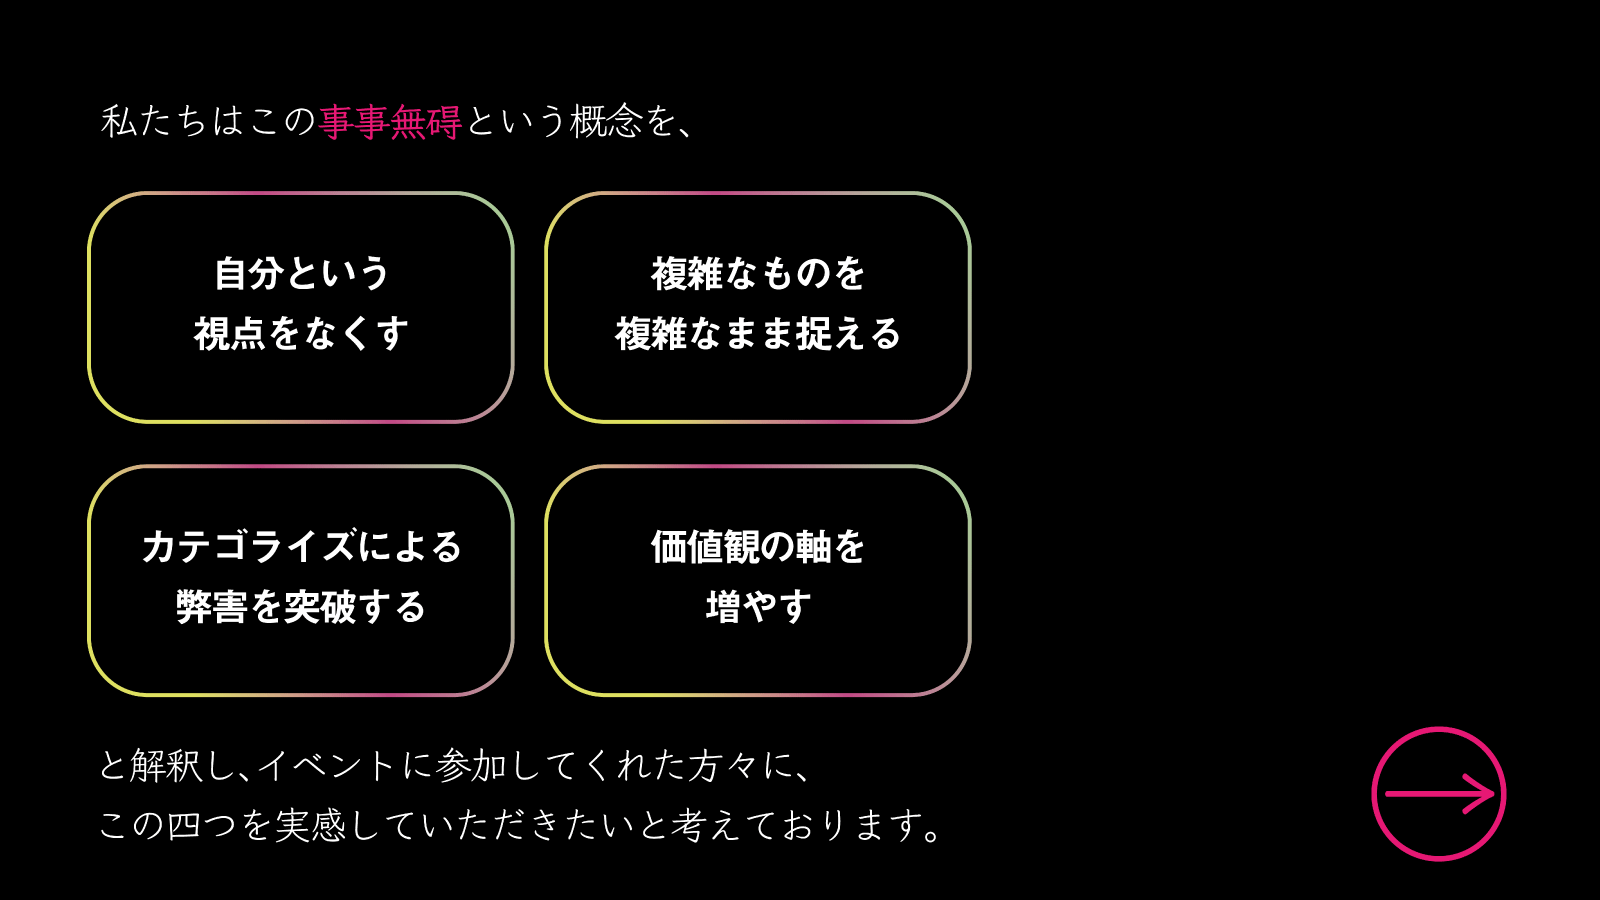 私たちはこの事事無碍という概念を、
自分という
視点をなくす
複雑なものを
複雑なまま捉える
カテゴライズによる
弊害を突破する
価値観の軸を
増やす
と解釈し、イベントに参加してくれた方々に、
この四つを実感していただきたいと考えております。